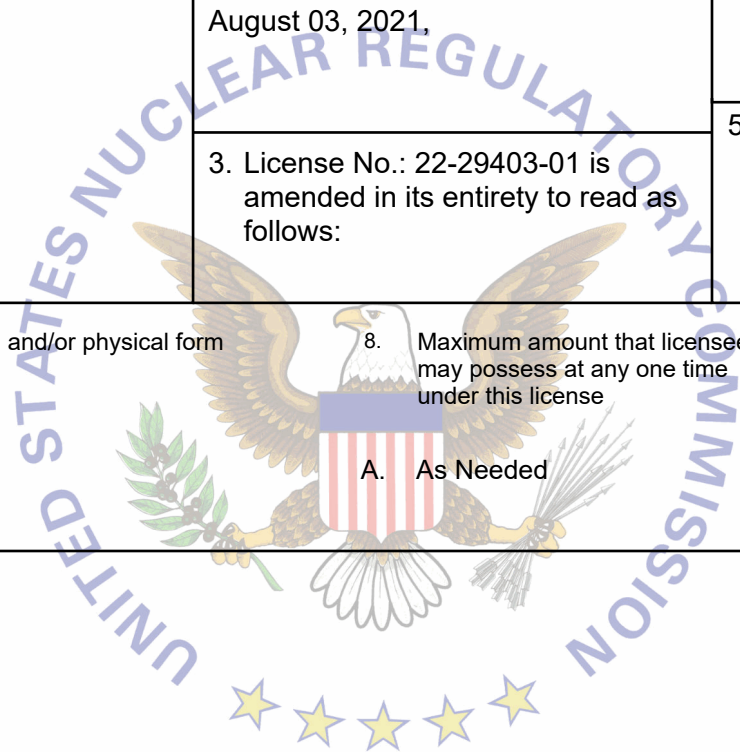 August 03, 2021,
5
3. License No.: 22-29403-01 is
amended in its entirety to read as
follows:
and/or physical form
8. Maximum amount that licensee
may possess at any one time
under this license
A. As Needed
UNITED STATES NUCLEAR REGULATORY COMMISSION